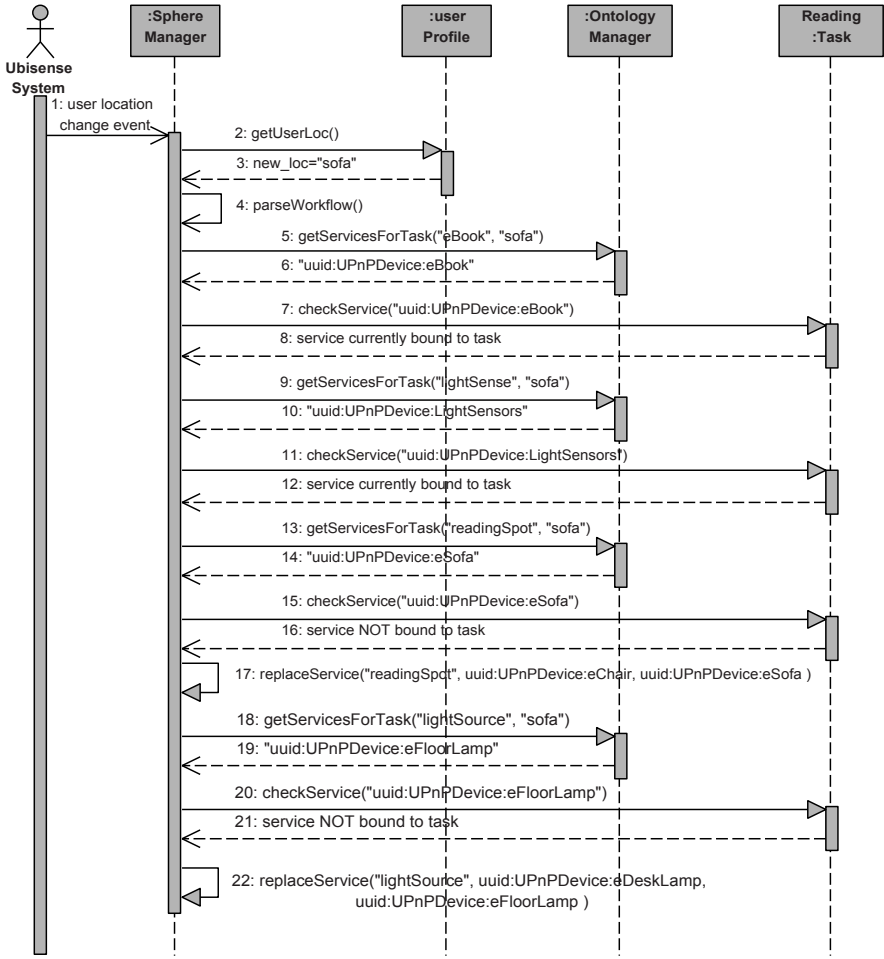 :Sphere
Manager
:user
Profile
:Ontology
Manager
Reading
:Task
Ubisense
System
1: user location
change event
2: getUserLoc()
3: new_loc="sofa"
4: parseWorkflow()
5: getServicesForTask("eBook", "sofa")
6: "uuid:UPnPDevice:eBook"
7: checkService("uuid:UPnPDevice:eBook")
8: service currently bound to task
9: getServicesForTask("lightSense", "sofa")
10: "uuid:UPnPDevice:LightSensors"
11: checkService("uuid:UPnPDevice:LightSensors")
12: service currently bound to task
13: getServicesForTask("readingSpot", "sofa")
14: "uuid:UPnPDevice:eSofa"
15: checkService("uuid:UPnPDevice:eSofa")
16: service NOT bound to task
17: replaceService("readingSpot", uuid:UPnPDevice:eChair, uuid:UPnPDevice:eSofa )
18: getServicesForTask("lightSource", "sofa")
19: "uuid:UPnPDevice:eFloorLamp"
20: checkService("uuid:UPnPDevice:eFloorLamp")
21: service NOT bound to task
22: replaceService("lightSource", uuid:UPnPDevice:eDeskLamp,
uuid:UPnPDevice:eFloorLamp )